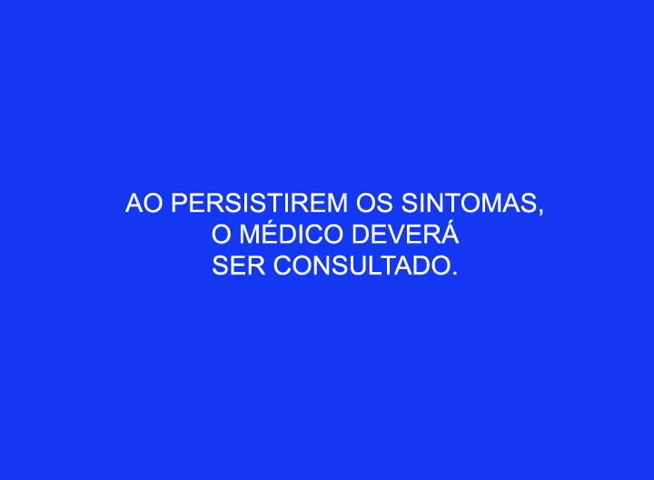 AO PERSISTIREM OS SINTOMAS,
O MÉDICO DEVERÁ
SER CONSULTADO.